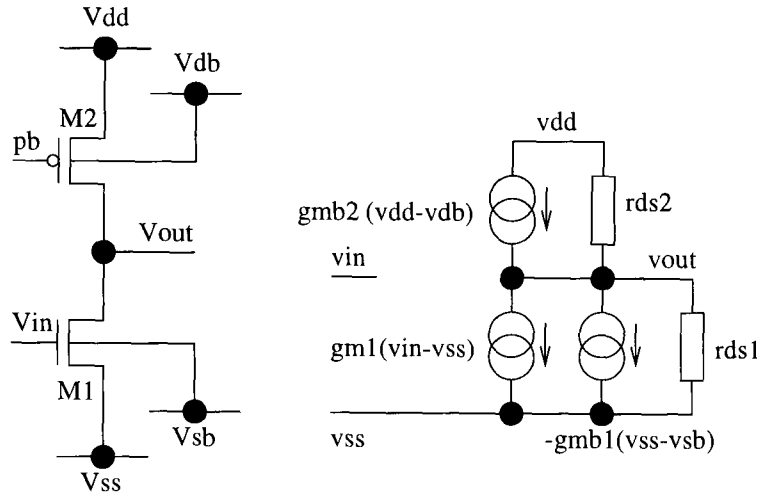 Vdd
Vdb
M2
pb
Vout
Vin
M1
Vsb
Vss
vdd
gmb2 (vdd-vdb)
rds2
vin
vout
gm1(vin-vss)
rds1
vss
-gmb1(vss-vsb)